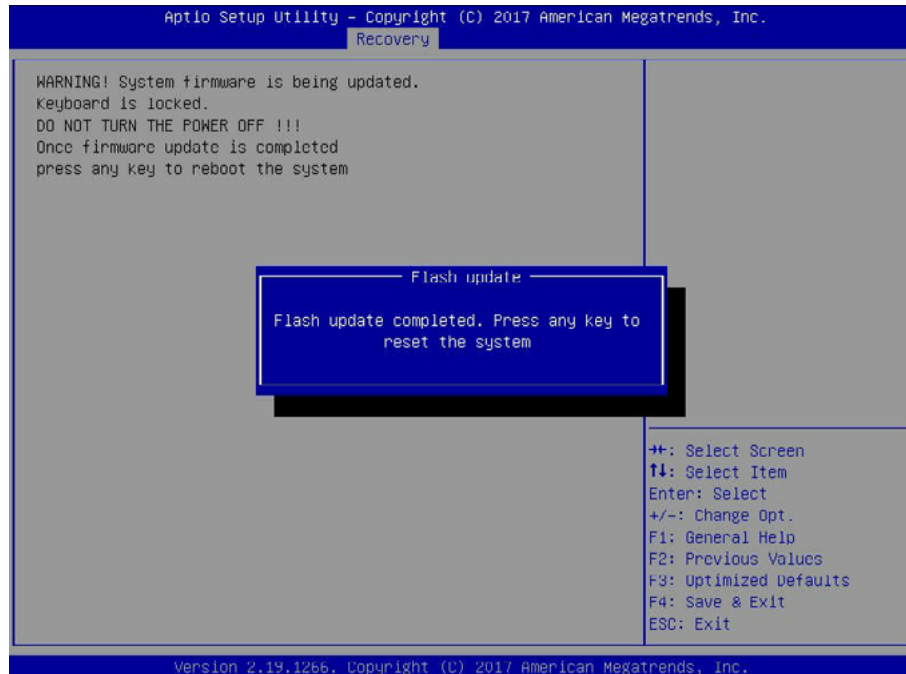 Aptio Setup Utility – Copyright (C) 2017 American Megatrends, Inc.
Recovery
WARNING! System firmware is being updated.
Keyboard is locked.
DO NOT TURN THE POWER OFF !!!
Once firmware update is completed
press any key to reboot the system
Flash update
Flash update completed. Press any key to
reset the system
→←: Select Screen
↑↓: Select Item
Enter: Select
+/-: Change Opt.
F1: General Help
F2: Previous Values
F3: Optimized Defaults
F4: Save & Exit
ESC: Exit
Version 2.19.1266. Copyright (C) 2017 American Megatrends, Inc.